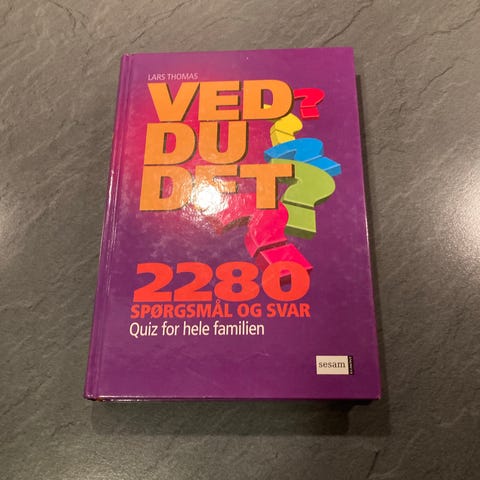 LARS THOMAS
VED
DU
DET
2280
SPØRGSMÅL OG SVAR
Quiz for hele familien
sesam